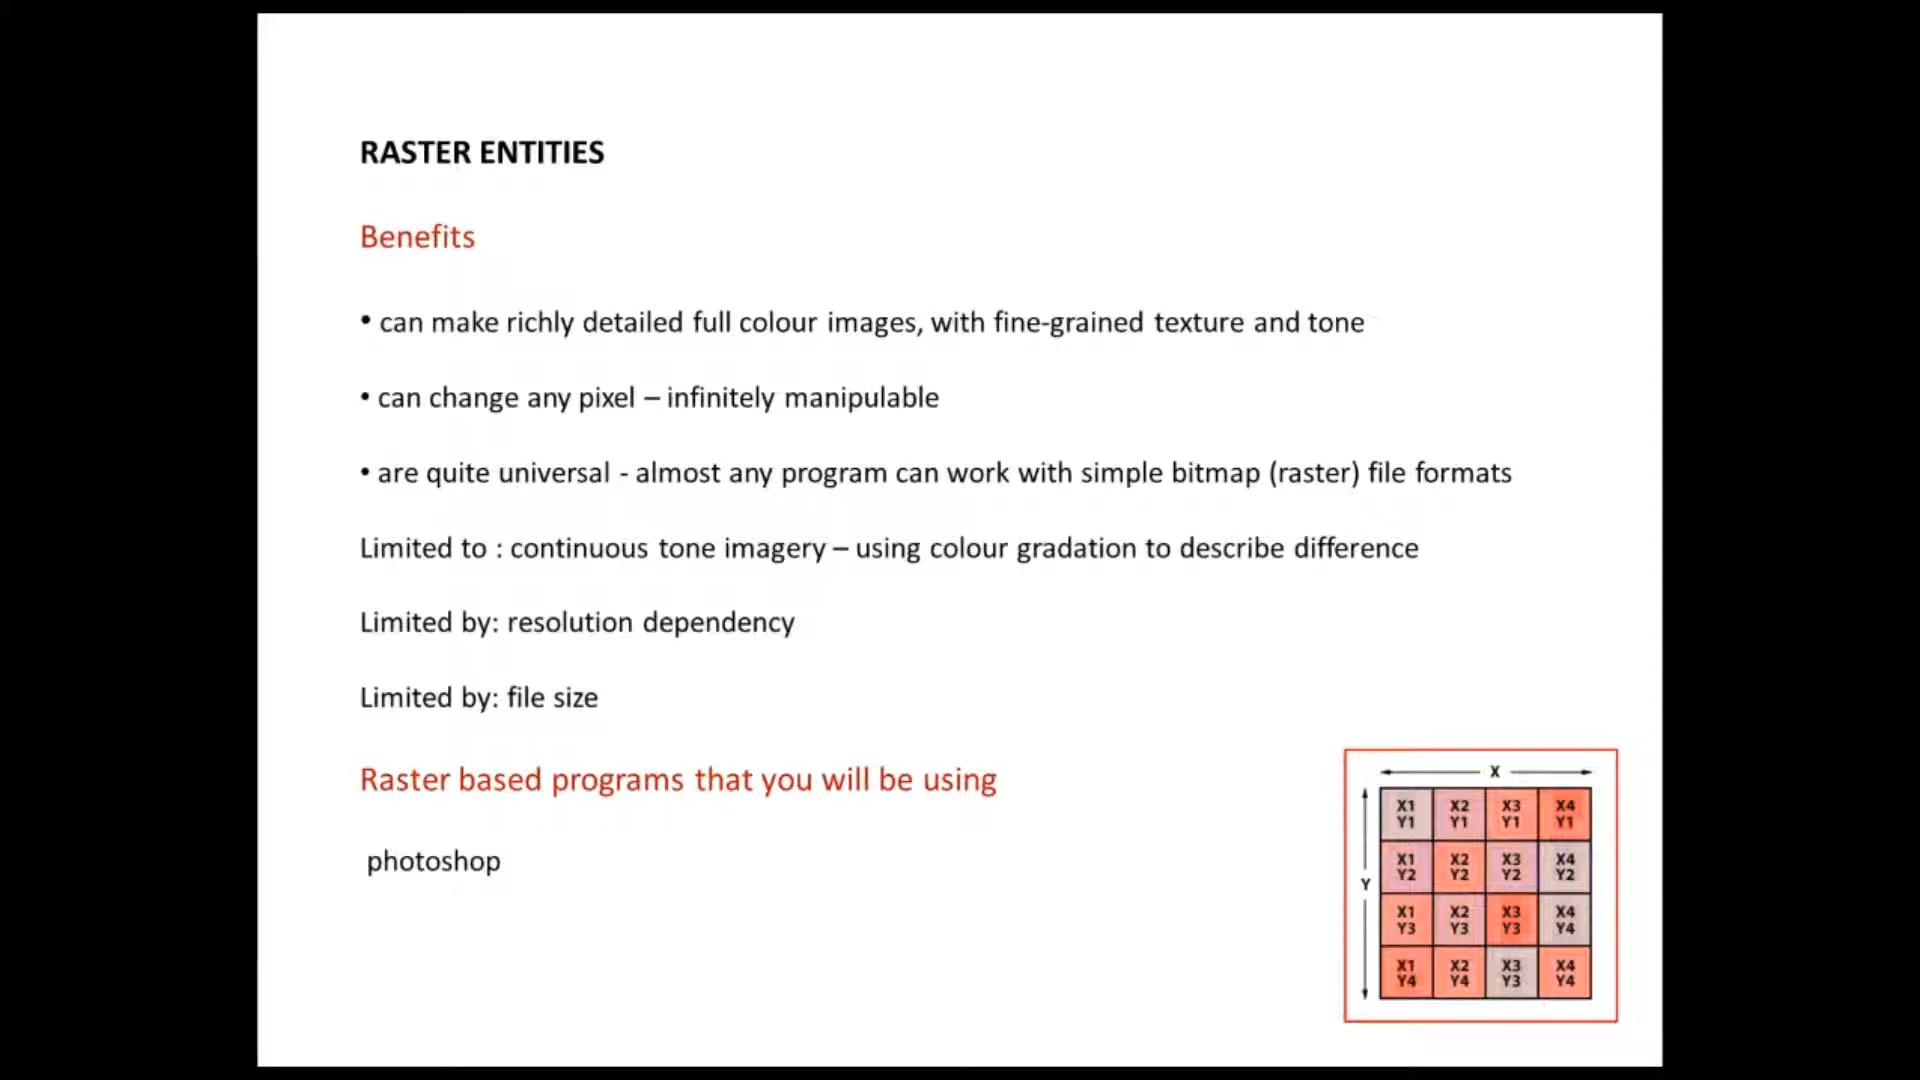 RASTER ENTITIES
Benefits
• can make richly detailed full colour images, with fine-grained texture and tone
• can change any pixel – infinitely manipulable
• are quite universal - almost any program can work with simple bitmap (raster) file formats
Limited to : continuous tone imagery – using colour gradation to describe difference
Limited by: resolution dependency
Limited by: file size
Raster based programs that you will be using
photoshop
X
Y
X1 X2 X3 X4
Y1 Y1 Y1 Y1
X1 X2 X3 X4
Y2 Y2 Y2 Y2
X1 X2 X3 X4
Y3 Y3 Y3 Y4
X1 X2 X3 X4
Y4 Y4 Y3 Y4